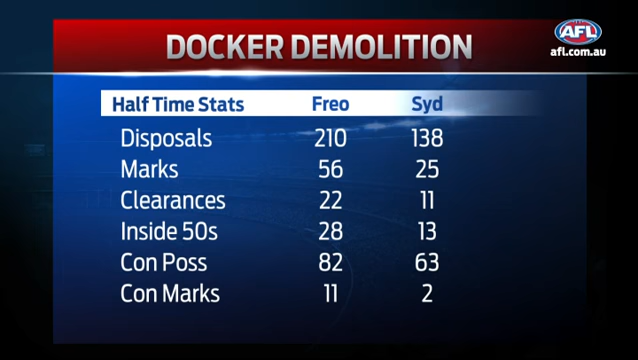 AFL
afl.com.au
DOCKER DEMOLITION
Half Time Stats Freo Syd
Disposals 210 138
Marks 56 25
Clearances 22 11
Inside 50s 28 13
Con Poss 82 63
Con Marks 11 2